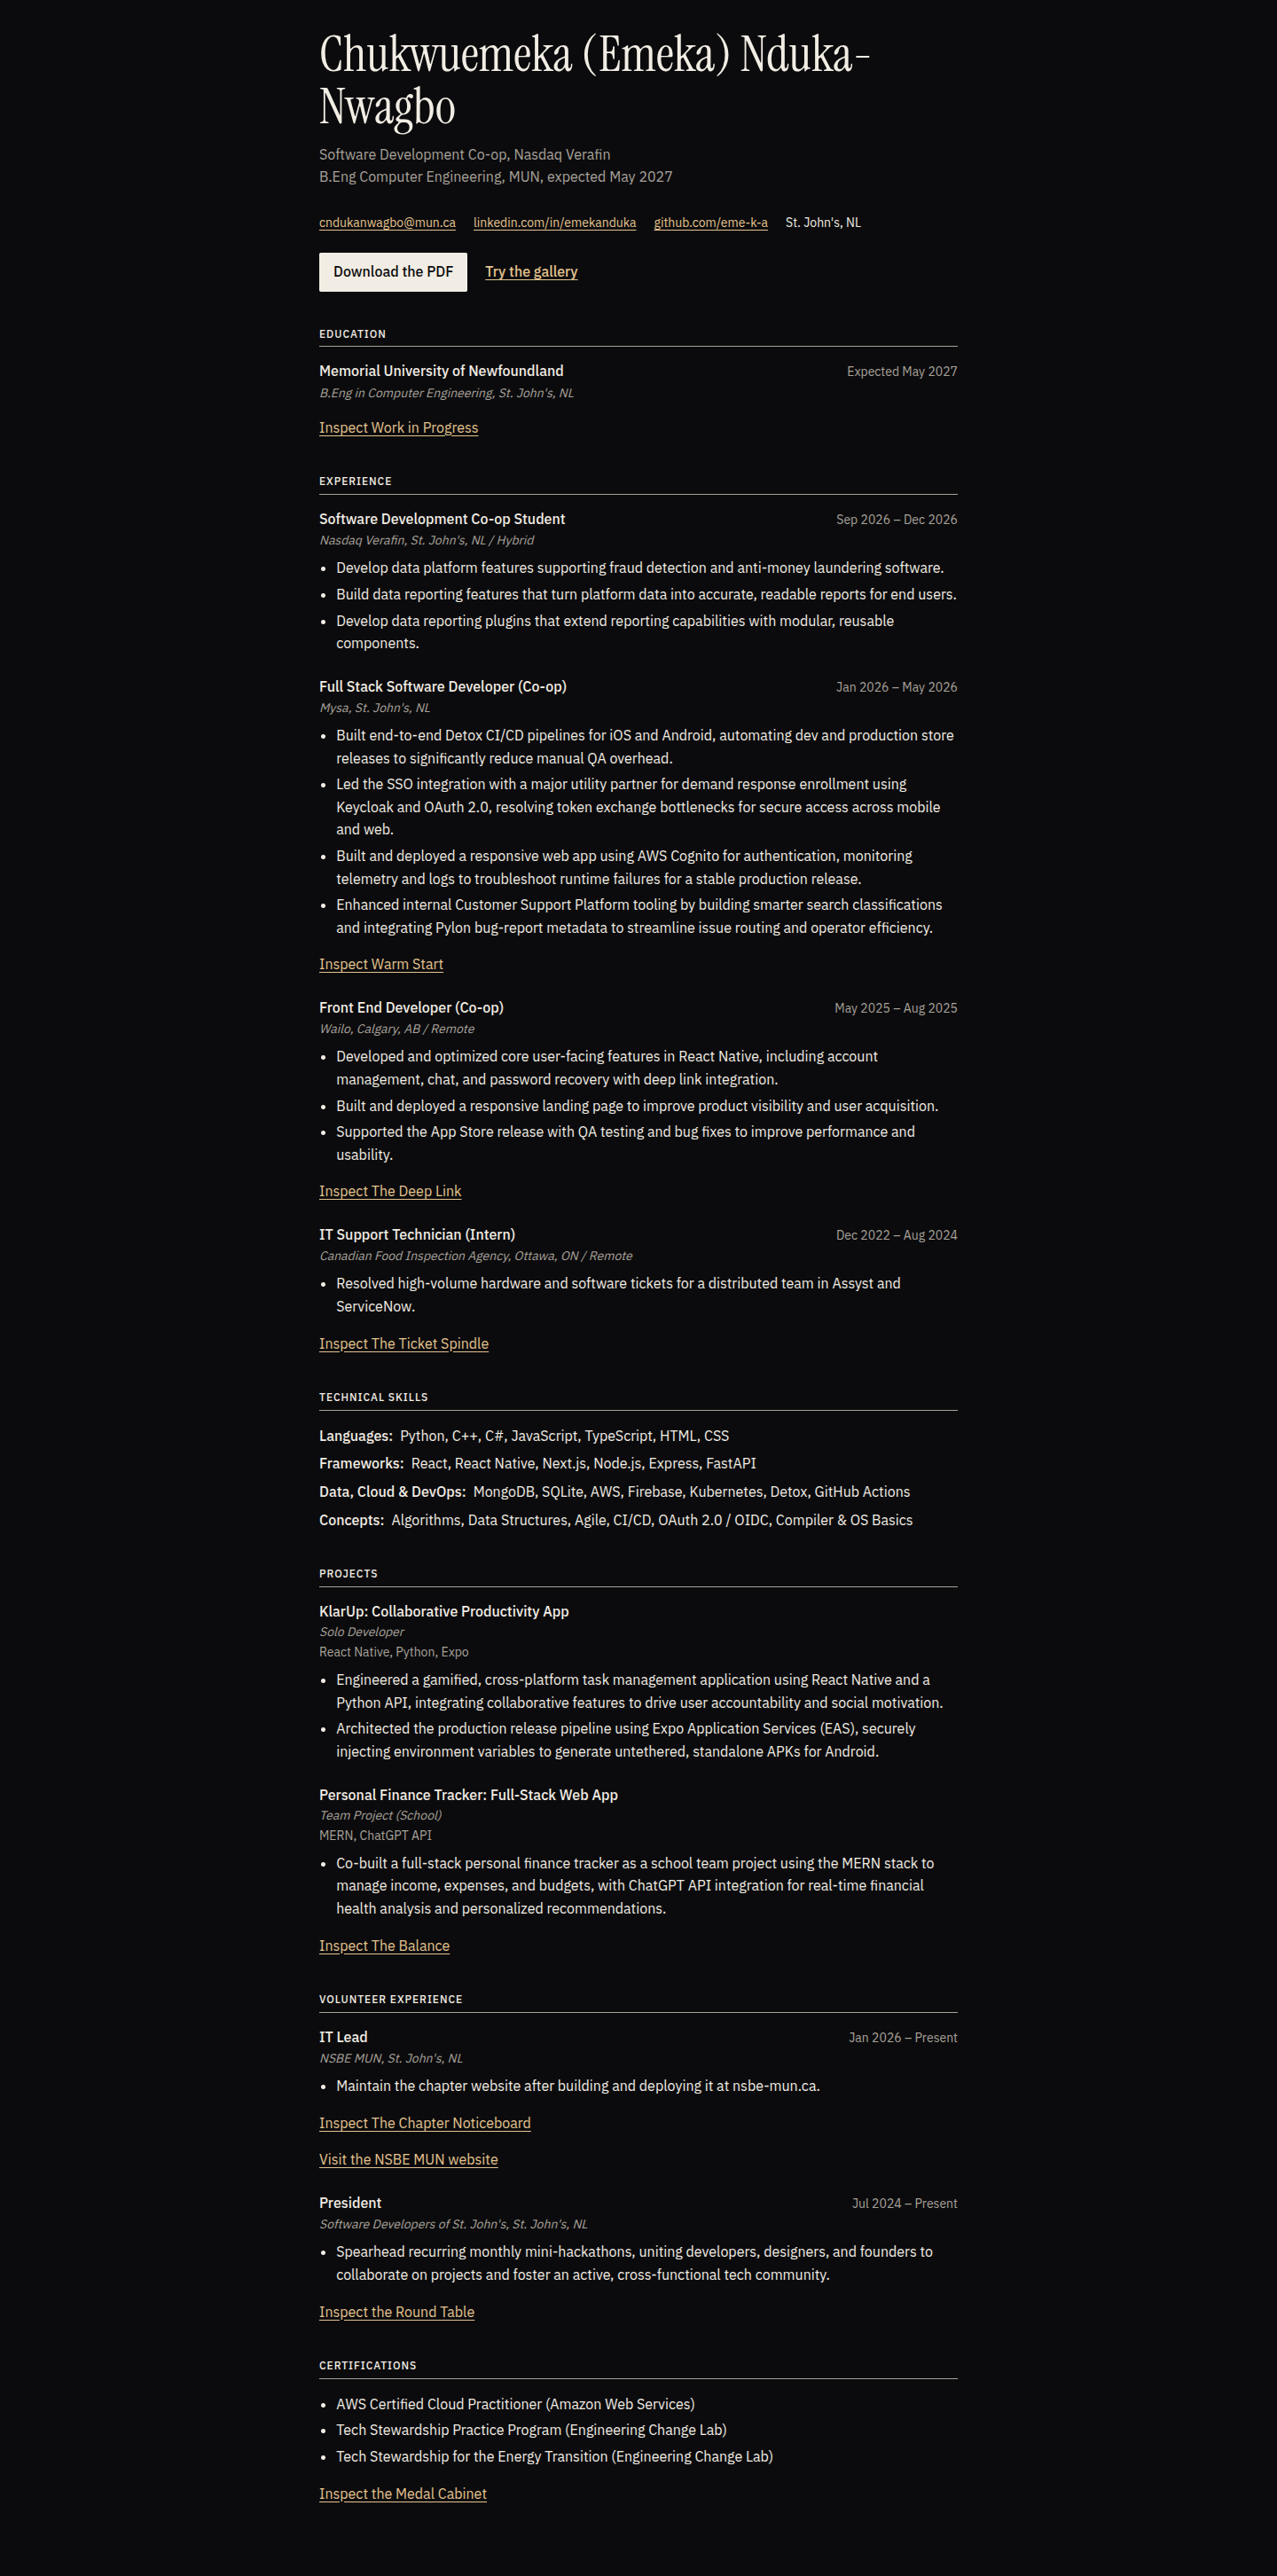 Chukwuemeka (Emeka) Nduka-
Nwagbo
Software Development Co-op, Nasdaq Verafin
B.Eng Computer Engineering, MUN, expected May 2027
cndukanwagbo@mun.ca linkedin.com/in/emekanduka github.com/eme-k-a St. John's, NL
Download the PDF Try the gallery
EDUCATION
Memorial University of Newfoundland Expected May 2027
B.Eng in Computer Engineering, St. John's, NL
Inspect Work in Progress
EXPERIENCE
Software Development Co-op Student Sep 2026 – Dec 2026
Nasdaq Verafin, St. John's, NL / Hybrid
• Develop data platform features supporting fraud detection and anti-money laundering software.
• Build data reporting features that turn platform data into accurate, readable reports for end users.
• Develop data reporting plugins that extend reporting capabilities with modular, reusable
components.
Full Stack Software Developer (Co-op) Jan 2026 – May 2026
Mysa, St. John's, NL
• Built end-to-end Detox CI/CD pipelines for iOS and Android, automating dev and production store
releases to significantly reduce manual QA overhead.
• Led the SSO integration with a major utility partner for demand response enrollment using
Keycloak and OAuth 2.0, resolving token exchange bottlenecks for secure access across mobile
and web.
• Built and deployed a responsive web app using AWS Cognito for authentication, monitoring
telemetry and logs to troubleshoot runtime failures for a stable production release.
• Enhanced internal Customer Support Platform tooling by building smarter search classifications
and integrating Pylon bug-report metadata to streamline issue routing and operator efficiency.
Inspect Warm Start
Front End Developer (Co-op) May 2025 – Aug 2025
Wailo, Calgary, AB / Remote
• Developed and optimized core user-facing features in React Native, including account
management, chat, and password recovery with deep link integration.
• Built and deployed a responsive landing page to improve product visibility and user acquisition.
• Supported the App Store release with QA testing and bug fixes to improve performance and
usability.
Inspect The Deep Link
IT Support Technician (Intern) Dec 2022 – Aug 2024
Canadian Food Inspection Agency, Ottawa, ON / Remote
• Resolved high-volume hardware and software tickets for a distributed team in Assyst and
ServiceNow.
Inspect The Ticket Spindle
TECHNICAL SKILLS
Languages: Python, C++, C#, JavaScript, TypeScript, HTML, CSS
Frameworks: React, React Native, Next.js, Node.js, Express, FastAPI
Data, Cloud & DevOps: MongoDB, SQLite, AWS, Firebase, Kubernetes, Detox, GitHub Actions
Concepts: Algorithms, Data Structures, Agile, CI/CD, OAuth 2.0 / OIDC, Compiler & OS Basics
PROJECTS
KlarUp: Collaborative Productivity App
Solo Developer
React Native, Python, Expo
• Engineered a gamified, cross-platform task management application using React Native and a
Python API, integrating collaborative features to drive user accountability and social motivation.
• Architected the production release pipeline using Expo Application Services (EAS), securely
injecting environment variables to generate untethered, standalone APKs for Android.
Personal Finance Tracker: Full-Stack Web App
Team Project (School)
MERN, ChatGPT API
• Co-built a full-stack personal finance tracker as a school team project using the MERN stack to
manage income, expenses, and budgets, with ChatGPT API integration for real-time financial
health analysis and personalized recommendations.
Inspect The Balance
VOLUNTEER EXPERIENCE
IT Lead Jan 2026 – Present
NSBE MUN, St. John's, NL
• Maintain the chapter website after building and deploying it at nsbe-mun.ca.
Inspect The Chapter Noticeboard
Visit the NSBE MUN website
President Jul 2024 – Present
Software Developers of St. John's, St. John's, NL
• Spearhead recurring monthly mini-hackathons, uniting developers, designers, and founders to
collaborate on projects and foster an active, cross-functional tech community.
Inspect the Round Table
CERTIFICATIONS
• AWS Certified Cloud Practitioner (Amazon Web Services)
• Tech Stewardship Practice Program (Engineering Change Lab)
• Tech Stewardship for the Energy Transition (Engineering Change Lab)
Inspect the Medal Cabinet